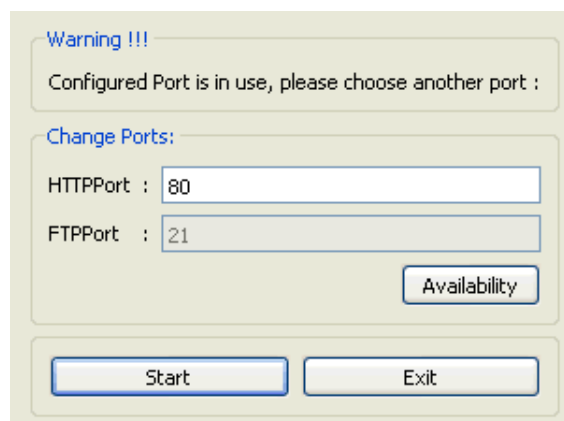 Warning !!!
Configured Port is in use, please choose another port :
Change Ports:
HTTPPort : 80
FTPPort : 21
Availability
Start Exit